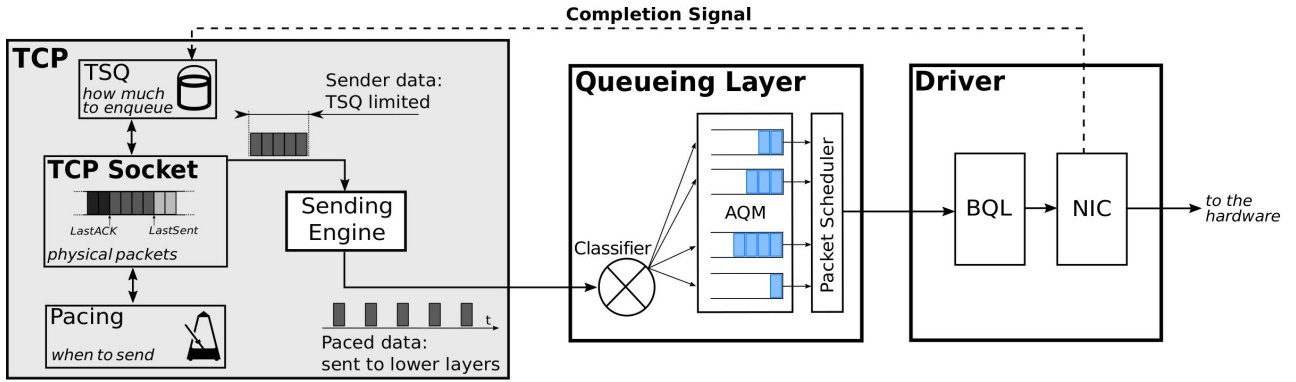 Completion Signal
TCP
TSQ
how much
to enqueue
Sender data:
TSQ limited
TCP Socket
LastACK
LastSent
physical packets
Sending
Engine
Pacing
when to send
t
Paced data:
sent to lower layers
Queueing Layer
Classifier
AQM
Packet Scheduler
Driver
BQL
NIC
to the
hardware